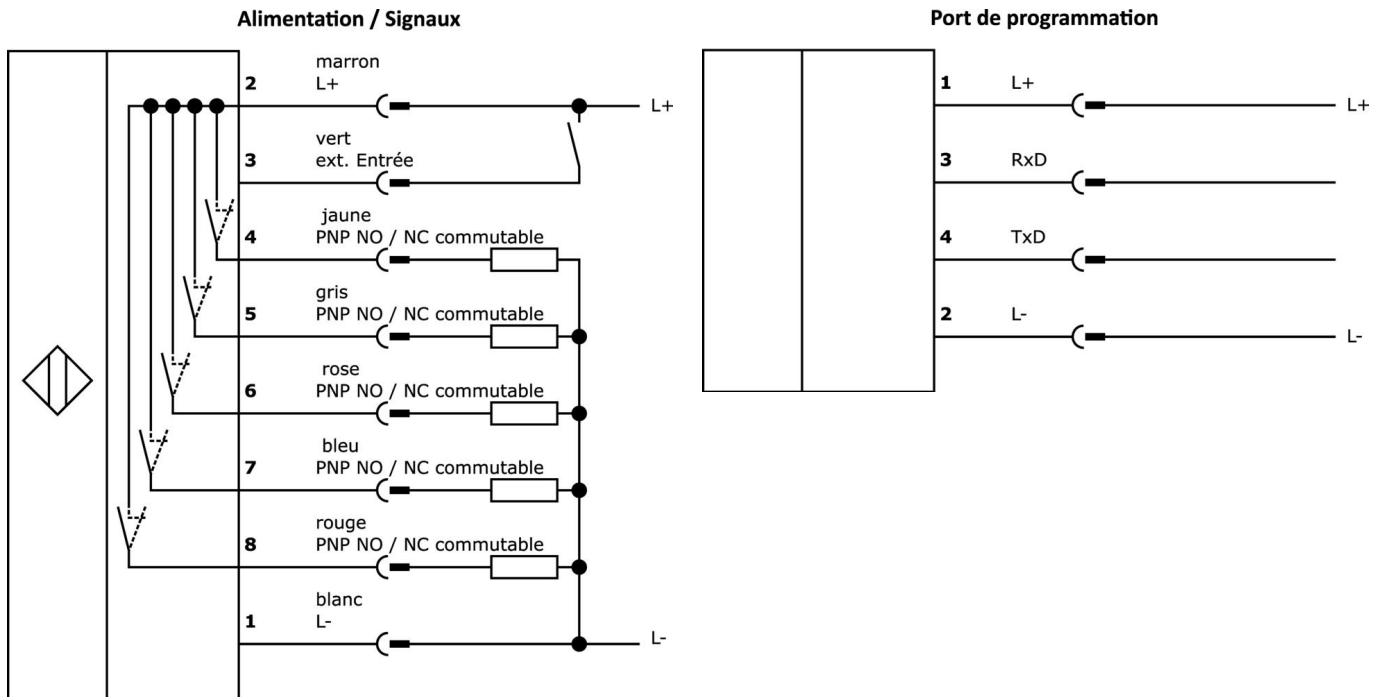 Alimentation / Signaux
marron
2 L+
L+
vert
3 ext. Entrée
jaune
4 PNP NO / NC commutable
gris
5 PNP NO / NC commutable
rose
6 PNP NO / NC commutable
bleu
7 PNP NO / NC commutable
rouge
8 PNP NO / NC commutable
blanc
1 L-
L-
Port de programmation
1 L+
L+
3 RxD
4 TxD
2 L-
L-